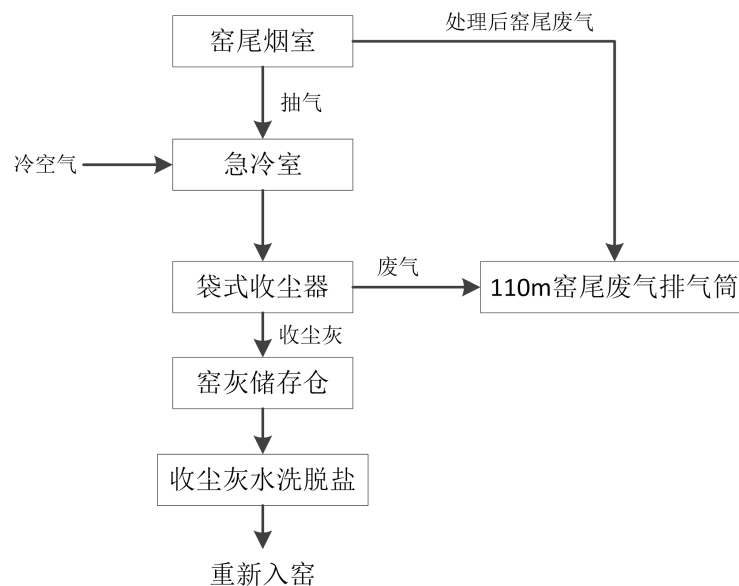 处理后窑尾废气
窑尾烟室
抽气
冷空气
急冷室
废气
袋式收尘器
110m窑尾废气排气筒
收尘灰
窑灰储存仓
收尘灰水洗脱盐
重新入窑